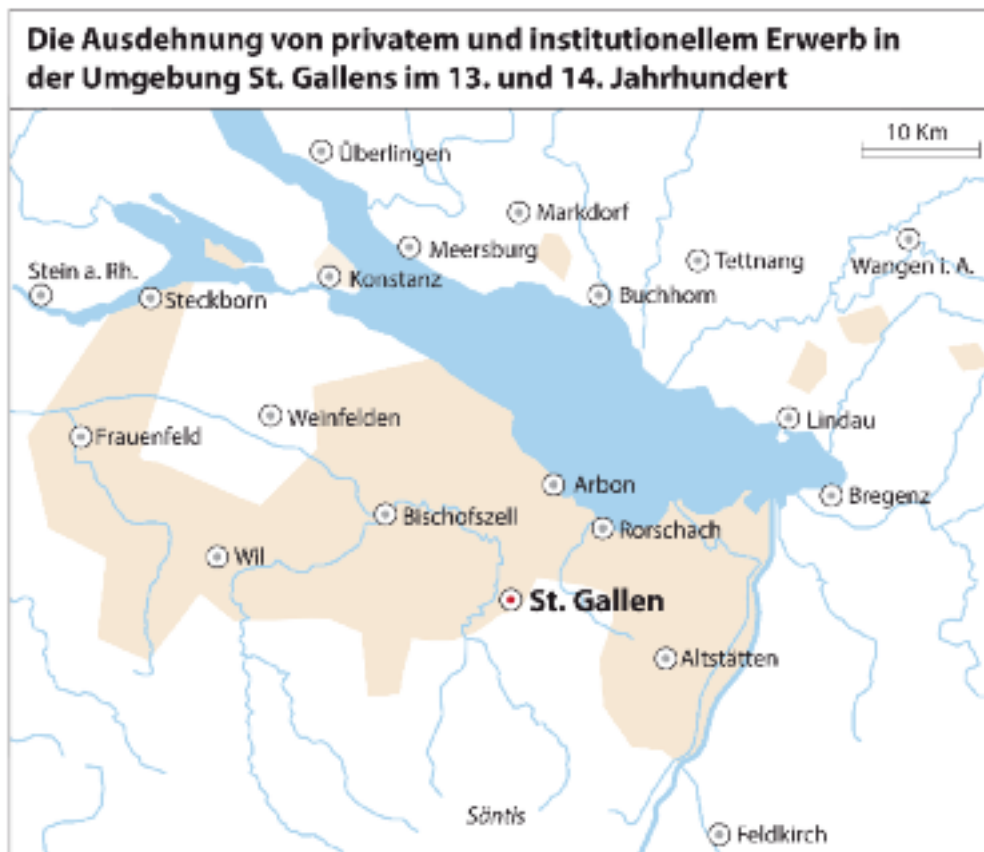 Die Ausdehnung von privatem und institutionellem Erwerb in
der Umgebung St. Gallens im 13. und 14. Jahrhundert
10 Km
Überlingen
Markdorf
Meersburg
Tettnang
Wangen i. A.
Stein a. Rh.
Konstanz
Steckborn
Buchhorn
Weinfelden
Lindau
Frauenfeld
Arbon
Bregenz
Bischofszell
Rorschach
Wil
St. Gallen
Altstätten
Säntis
Feldkirch